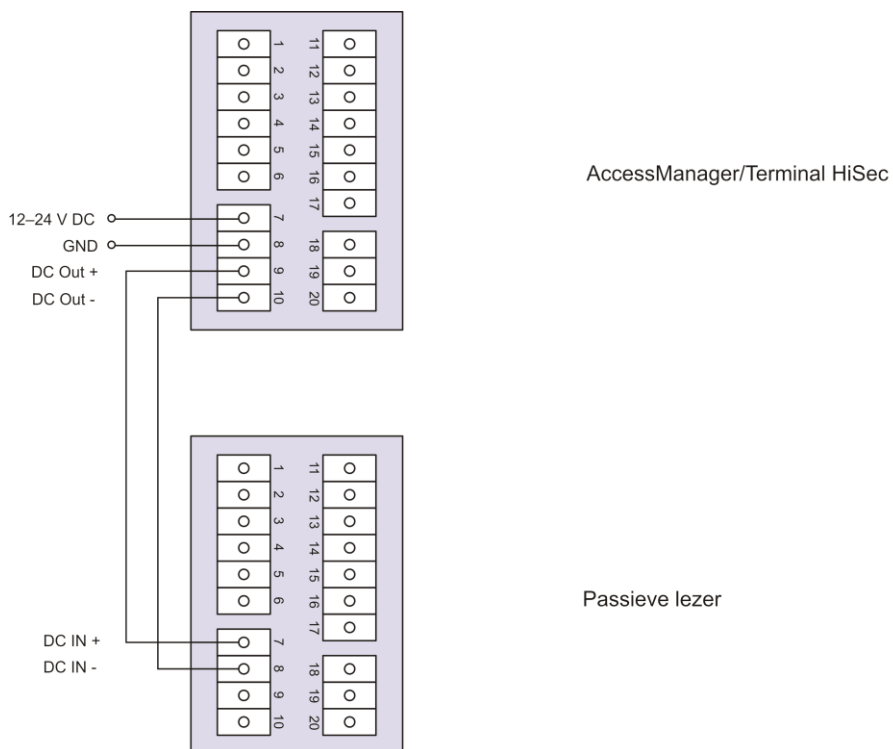 1 11
2 12
3 13
4 14
5 15
6 16
17
12–24 V DC 7
GND 8 18
DC Out + 9 19
DC Out - 10 20
AccessManager/Terminal HiSec
1 11
2 12
3 13
4 14
5 15
6 16
17
DC IN + 7
DC IN - 8 18
9 19
10 20
Passieve lezer